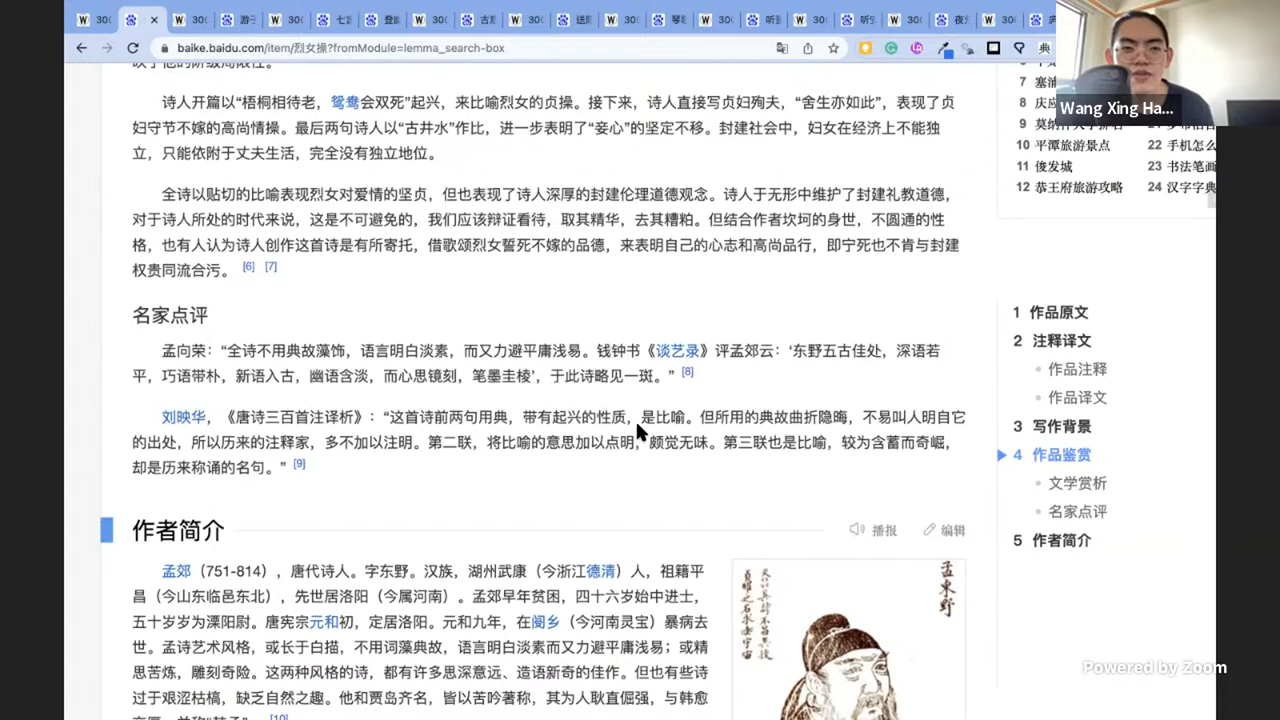 baike.baidu.com/item/烈女操?fromModule=lemma_search-box
诗人开篇以“梧桐相待老，鸳鸯会双死”起兴，来比喻烈女的贞操。接下来，诗人直接写贞妇殉夫，“舍生亦如此”，表现了贞
妇守节不嫁的高尚情操。最后两句诗人以“古井水”作比，进一步表明了“妾心”的坚定不移。封建社会中，妇女在经济上不能独
立，只能依附于丈夫生活，完全没有独立地位。
全诗以贴切的比喻表现烈女对爱情的坚贞，但也表现了诗人深厚的封建伦理道德观念。诗人于无形中维护了封建礼教道德，
对于诗人所处的时代来说，这是不可避免的，我们应该辩证看待，取其精华，去其糟粕。但结合作者坎坷的身世，不圆通的性
格，也有人认为诗人创作这首诗是有所寄托，借歌颂烈女誓死不嫁的品德，来表明自己的心志和高尚品行，即宁死也不肯与封建
权贵同流合污。 [6] [7]
名家点评
孟向荣：“全诗不用典故藻饰，语言明白淡素，而又力避平庸浅易。钱钟书《谈艺录》评孟郊云：‘东野五古佳处，深语若
平，巧语带朴，新语入古，幽语含淡，而心思镜刻，笔墨圭棱’，于此诗略见一斑。” [8]
刘映华，《唐诗三百首注译析》：“这首诗前两句用典，带有起兴的性质，是比喻。但所用的典故曲折隐晦，不易叫人明自它
的出处，所以历来的注释家，多不加以注明。第二联，将比喻的意思加以点明，颇觉无味。第三联也是比喻，较为含蓄而奇崛，
却是历来称诵的名句。” [9]
作者简介
播报 编辑
孟郊（751-814），唐代诗人。字东野。汉族，湖州武康（今浙江德清）人，祖籍平
昌（今山东临邑东北），先世居洛阳（今属河南）。孟郊早年贫困，四十六岁始中进士，
五十岁岁为溧阳尉。唐宪宗元和初，定居洛阳。元和九年，在阌乡（今河南灵宝）暴病去
世。孟诗艺术风格，或长于白描，不用词藻典故，语言明白淡素而又力避平庸浅易；或精
思苦炼，雕刻奇险。这两种风格的诗，都有许多思深意远、造语新奇的佳作。但也有些诗
过于艰涩枯槁，缺乏自然之趣。他和贾岛齐名，皆以苦吟著称，其为人耿直倔强，与韩愈
孟東野
Wang Xing Ha...
10 平潭旅游景点
22 手机怎么
11 俊发城
23 书法笔画
12 恭王府旅游攻略
24 汉字字典
1 作品原文
2 注释译文
作品注释
作品译文
3 写作背景
4 作品鉴赏
文学赏析
名家点评
5 作者简介
Powered by Zoom